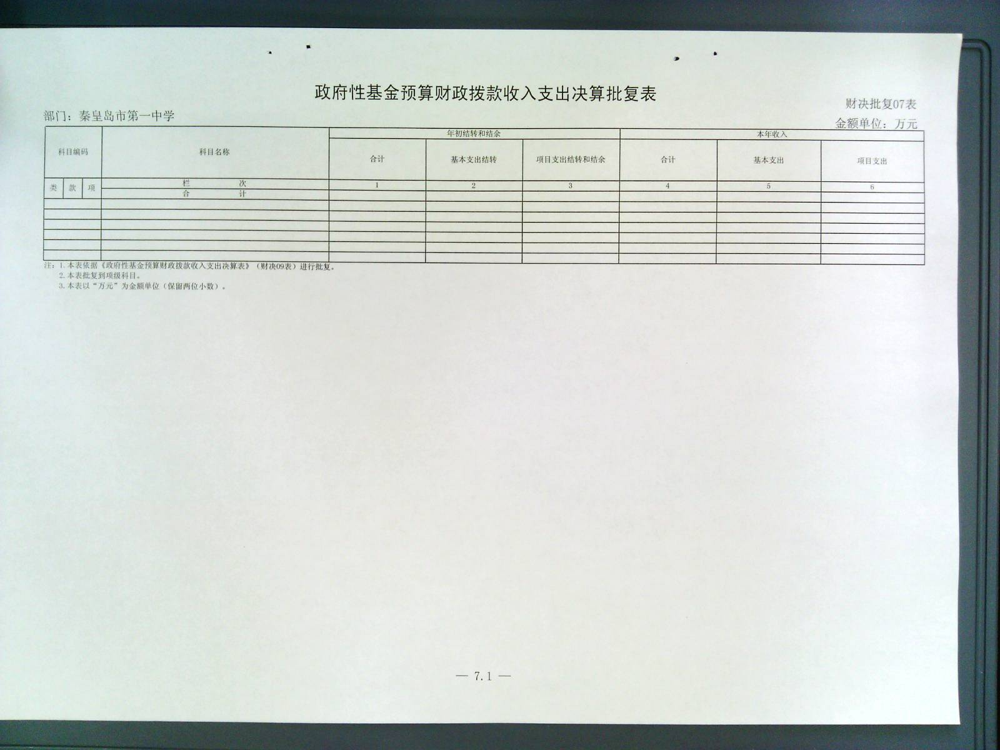 政府性基金预算财政拨款收入支出决算批复表
财决批复07表
部门：秦皇岛市第一中学
金额单位：万元
科目编码 科目名称 年初结转和结余 本年收入
合计 基本支出结转 项目支出结转和结余 合计 基本支出 项目支出
类 款 项 栏 次 1 2 3 4 5 6
合 计
注：1.本表依据《政府性基金预算财政拨款收入支出决算表》（财决09表）进行批复。
2.本表批复到项级科目。
3.本表以“万元”为金额单位（保留两位小数）。
— 7.1 —